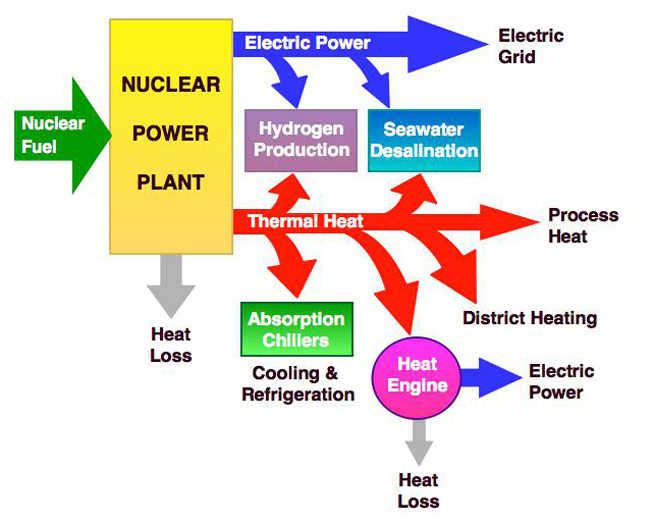 Electric Power
Electric
Grid
NUCLEAR
POWER
PLANT
Nuclear
Fuel
Hydrogen
Production
Seawater
Desalination
Thermal Heat
Process
Heat
Heat
Loss
Absorption
Chillers
Cooling &
Refrigeration
District Heating
Heat
Engine
Electric
Power
Heat
Loss